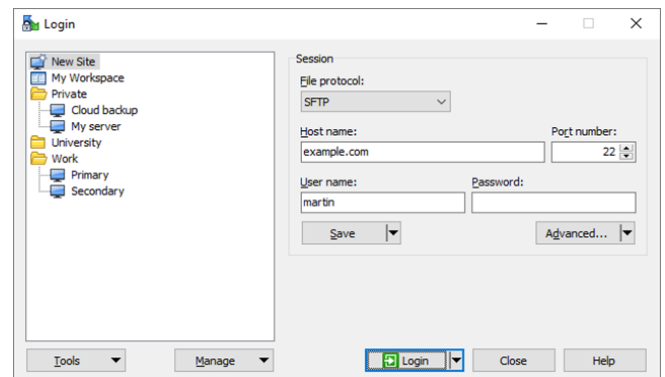 Login
New Site
My Workspace
Private
Cloud backup
My server
University
Work
Primary
Secondary
Session
File protocol:
SFTP
Host name: Port number:
example.com 22
User name: Password:
martin
Save Advanced...
Tools Manage Login Close Help